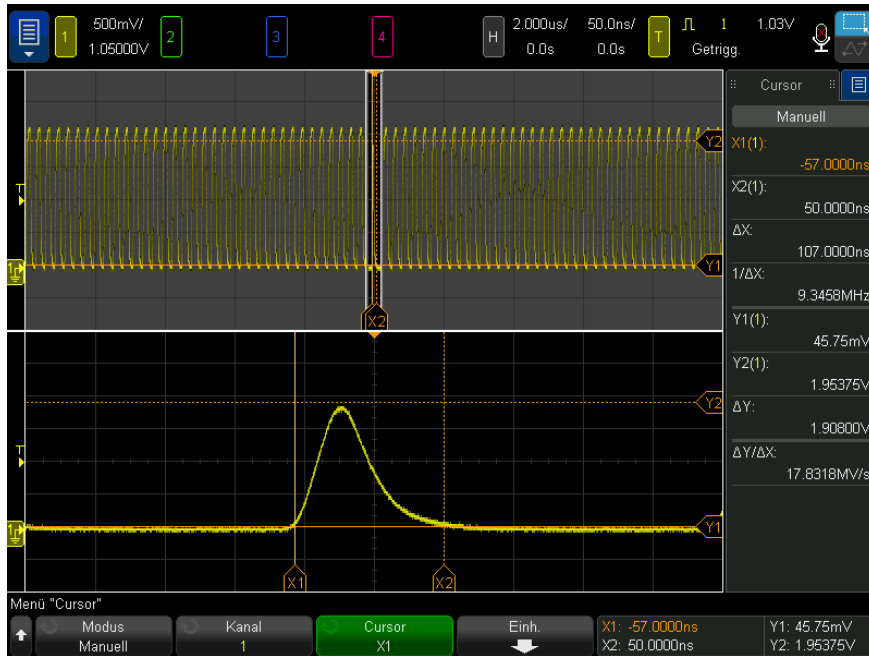 500mV/ 2.000us/ 50.0ns/ 1 1.03V
1 1.05000V 2 3 4 H 0.0s 0.0s T Getrigg.
Cursor
Manuell
X1(1):
-57.0000ns
X2(1):
50.0000ns
ΔX:
107.0000ns
1/ΔX:
9.3458MHz
Y1(1):
45.75mV
Y2(1):
1.95375V
ΔY:
1.90800V
ΔY/ΔX:
17.8318MV/s
Y2
T
1
Y1
X2
Y2
T
1
Y1
X1 X2
Menü "Cursor"
Modus Kanal Cursor Einh. X1: -57.0000ns Y1: 45.75mV
Manuell 1 X1 X2: 50.0000ns Y2: 1.95375V